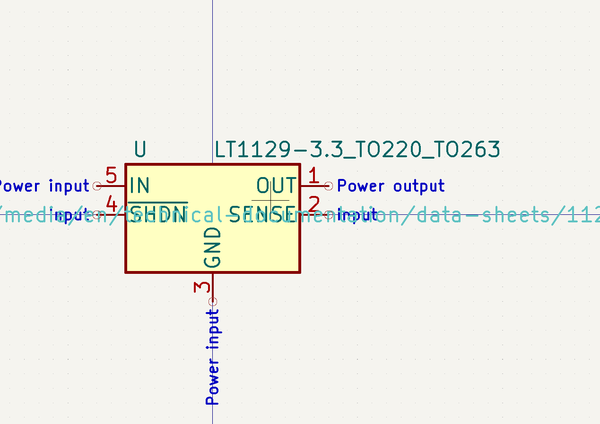 U LT1129-3.3_TO220_TO263
Power input 5 IN OUT 1 Power output
Input 4 SHDN SENSE 2 Input
/media/en/technical-documentation/data-sheets/112
GND
3
Power input